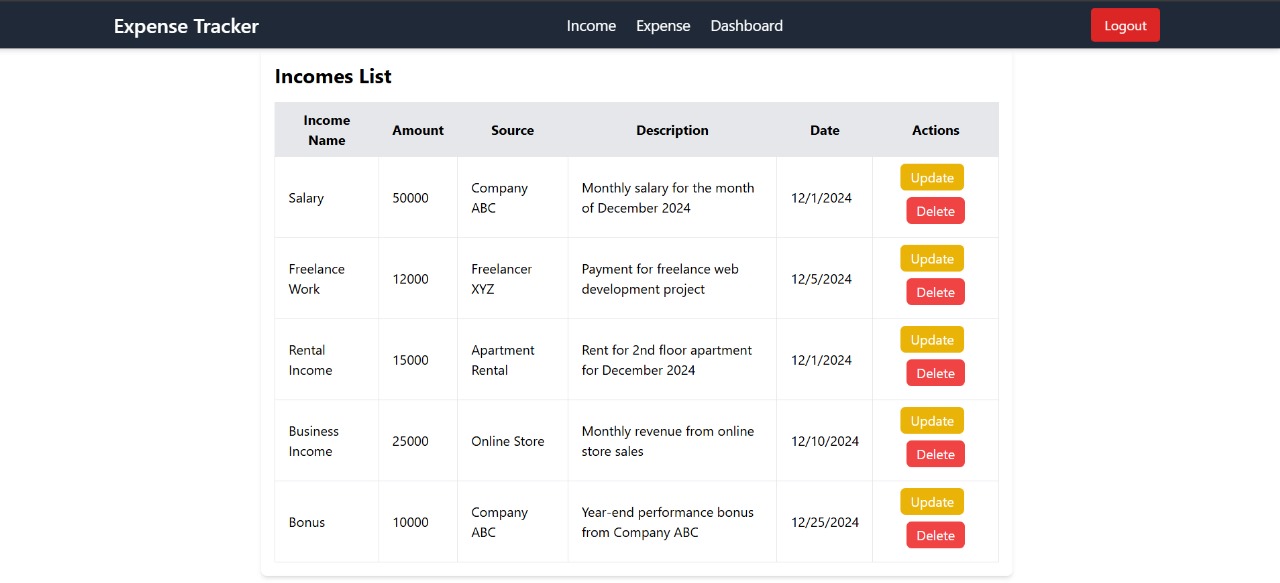 Expense Tracker Income Expense Dashboard Logout
Incomes List
Income Name Amount Source Description Date Actions
Salary 50000 Company ABC Monthly salary for the month of December 2024 12/1/2024 Update Delete
Freelance Work 12000 Freelancer XYZ Payment for freelance web development project 12/5/2024 Update Delete
Rental Income 15000 Apartment Rental Rent for 2nd floor apartment for December 2024 12/1/2024 Update Delete
Business Income 25000 Online Store Monthly revenue from online store sales 12/10/2024 Update Delete
Bonus 10000 Company ABC Year-end performance bonus from Company ABC 12/25/2024 Update Delete